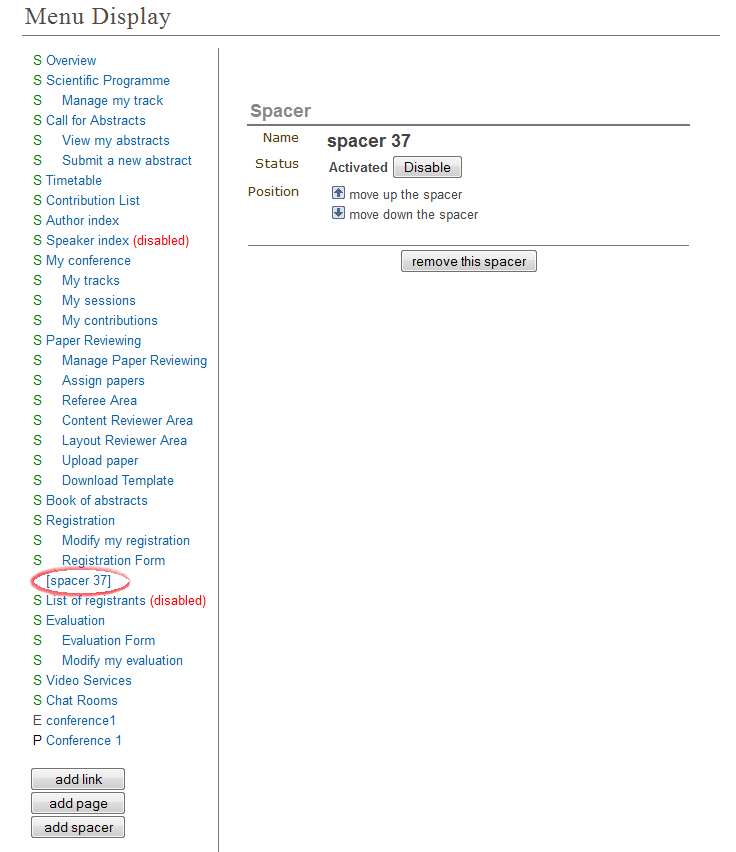 Menu Display
S Overview
S Scientific Programme
S Manage my track
S Call for Abstracts
S View my abstracts
S Submit a new abstract
S Timetable
S Contribution List
S Author index
S Speaker index (disabled)
S My conference
S My tracks
S My sessions
S My contributions
S Paper Reviewing
S Manage Paper Reviewing
S Assign papers
S Referee Area
S Content Reviewer Area
S Layout Reviewer Area
S Upload paper
S Download Template
S Book of abstracts
S Registration
S Modify my registration
S Registration Form
[spacer 37]
S List of registrants (disabled)
S Evaluation
S Evaluation Form
S Modify my evaluation
S Video Services
S Chat Rooms
E conference1
P Conference 1
add link
add page
add spacer
Spacer
Name spacer 37
Status Activated Disable
Position move up the spacer
move down the spacer
remove this spacer